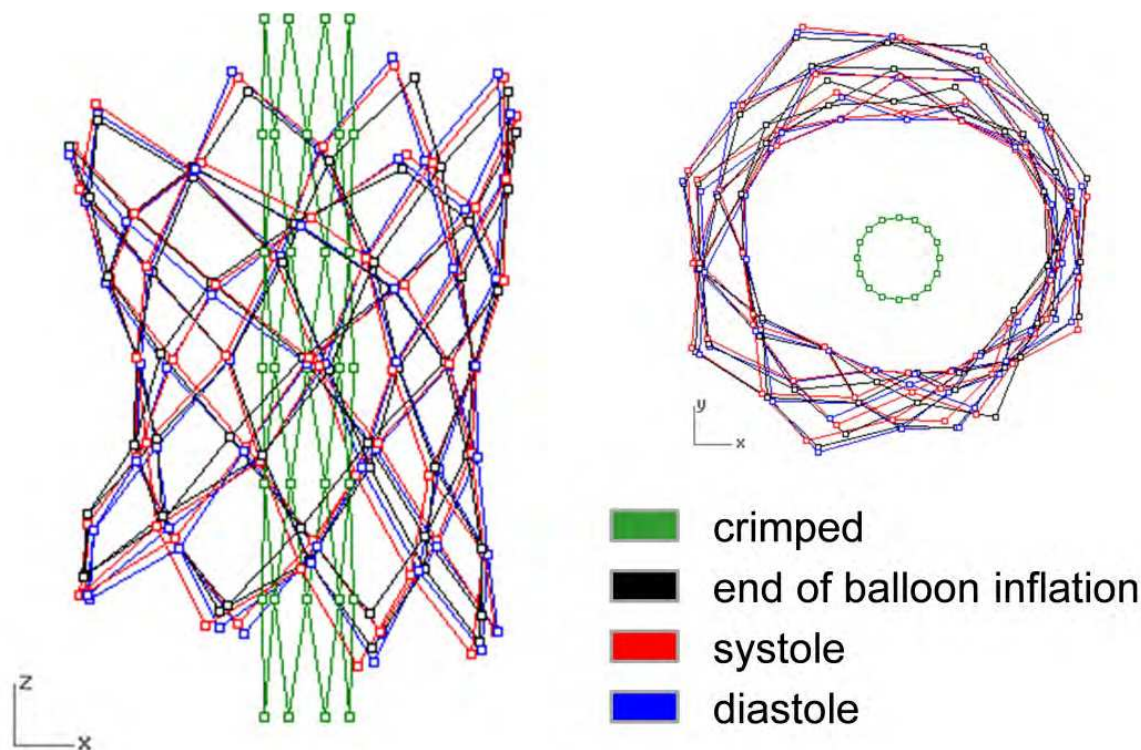 z
x
y
x
crimped
end of balloon inflation
systole
diastole